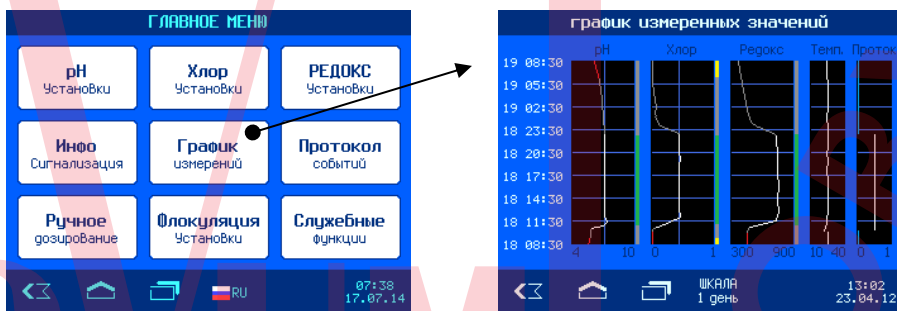 ГЛАВНОЕ МЕНЮ
pH
Установки
Хлор
Установки
РЕДОКС
Установки
Инфо
Сигнализация
График
измерений
Протокол
событий
Ручное
дозирование
Флокуляция
Установки
Служебные
функции
RU
07:38
17.07.14
график измеренных значений
pH Хлор Редокс Темп. Проток
19 08:30
19 05:30
19 02:30
18 23:30
18 20:30
18 17:30
18 14:30
18 11:30
18 08:30
4 10 0 1 300 900 10 40 0 1
ШКАЛА
1 день
13:02
23.04.12